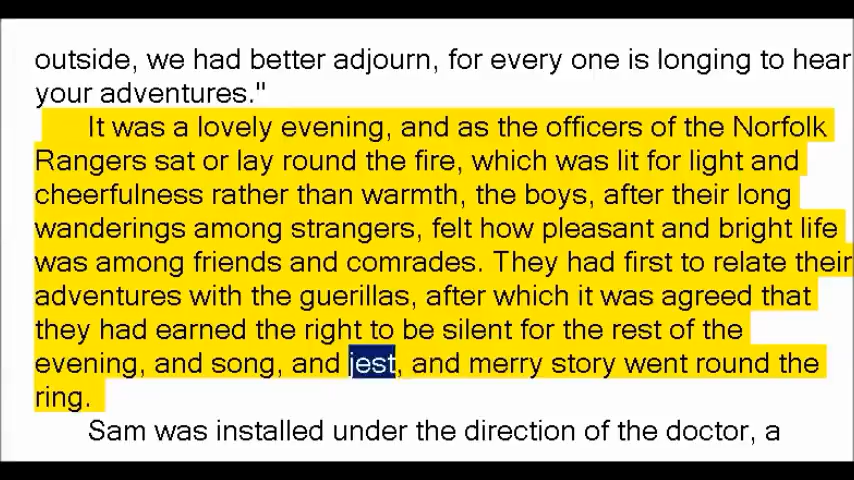 outside, we had better adjourn, for every one is longing to hear
your adventures."
It was a lovely evening, and as the officers of the Norfolk
Rangers sat or lay round the fire, which was lit for light and
cheerfulness rather than warmth, the boys, after their long
wanderings among strangers, felt how pleasant and bright life
was among friends and comrades. They had first to relate their
adventures with the guerillas, after which it was agreed that
they had earned the right to be silent for the rest of the
evening, and song, and jest, and merry story went round the
ring.
Sam was installed under the direction of the doctor, a